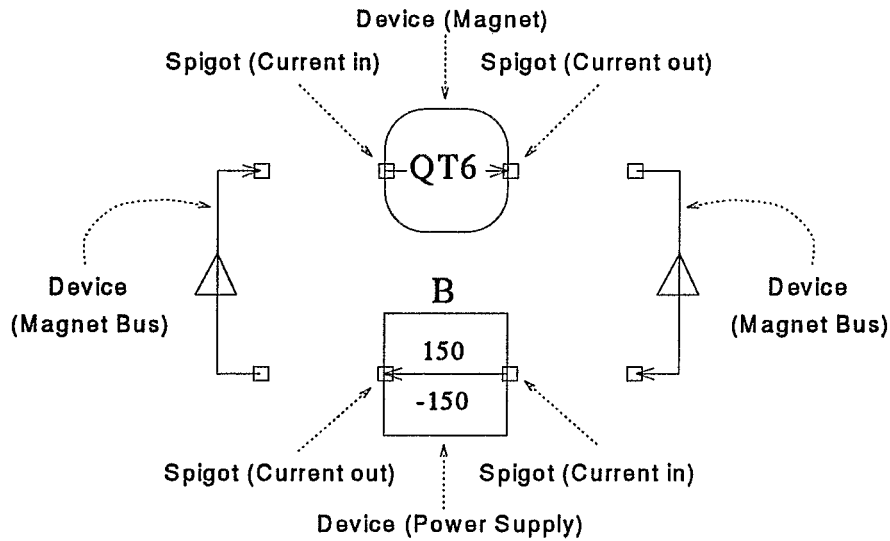 Device (Magnet)
Spigot (Current in)
Spigot (Current out)
QT6
Device
(Magnet Bus)
B
Device
(Magnet Bus)
150
-150
Spigot (Current out)
Spigot (Current in)
Device (Power Supply)